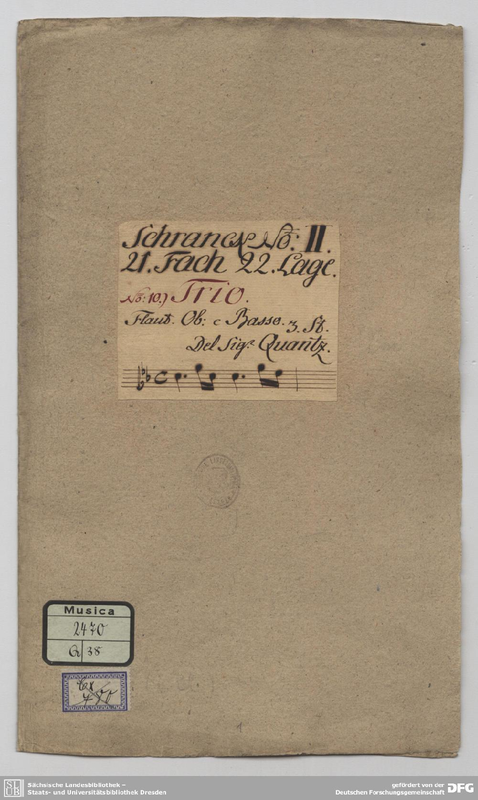 Schranck No: II.
21. Fach 22. Lage.
No: 10.) Trio.
Flaut. Ob: e Basso. 3. St.
Del Sigr. Quantz.
Musica
2470
Q 38
Sächsische Landesbibliothek –
Staats- und Universitätsbibliothek Dresden
gefördert von der
Deutschen Forschungsgemeinschaft
DFG